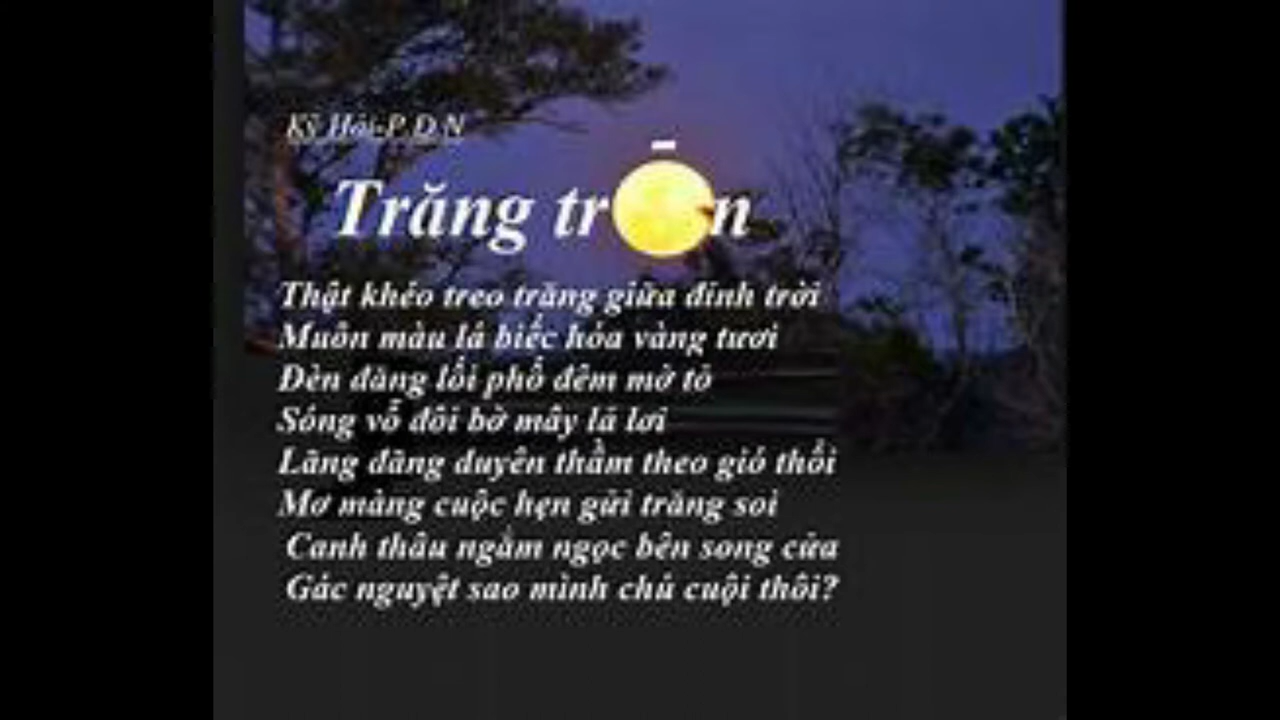 Kỹ Hợi-P.D.N
Trăng tròn
Thật khéo treo trăng giữa đỉnh trời
Muôn màu lá biếc hóa vàng tươi
Đèn đăng lối phố đêm mờ tỏ
Sóng vỗ đôi bờ mây lả lơi
Lãng đãng duyên thầm theo gió thổi
Mơ màng cuộc hẹn gửi trăng soi
Canh thâu ngắm ngọc bên song cửa
Gác nguyệt sao mình chú cuội thôi?